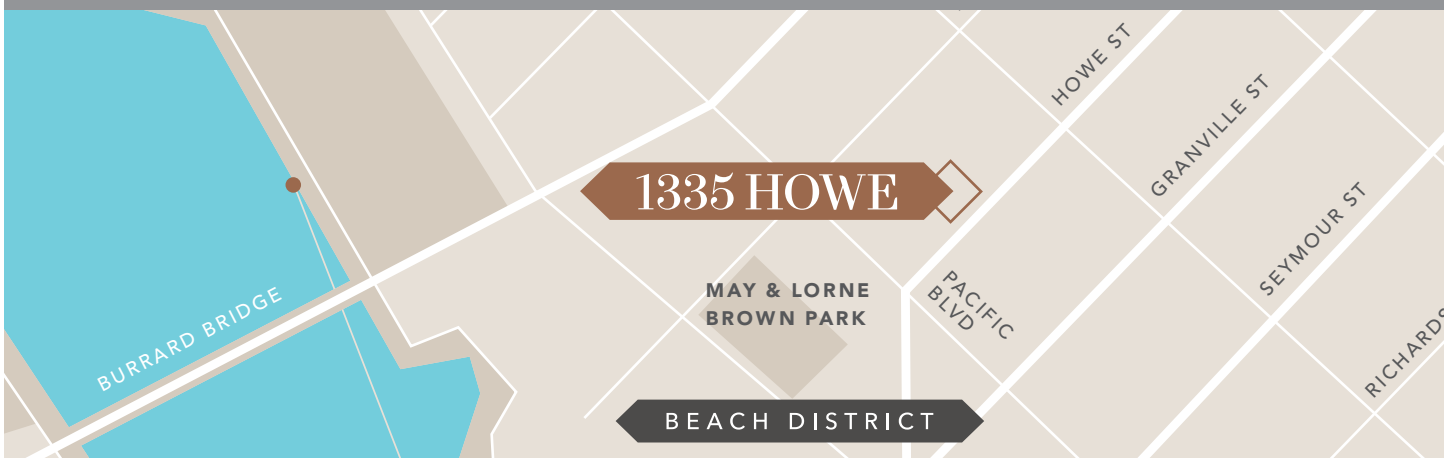 HOWE ST
GRANVILLE ST
1335 HOWE
SEYMOUR ST
MAY & LORNE
BROWN PARK
PACIFIC
BLVD
BURRARD BRIDGE
RICHARDS
BEACH DISTRICT